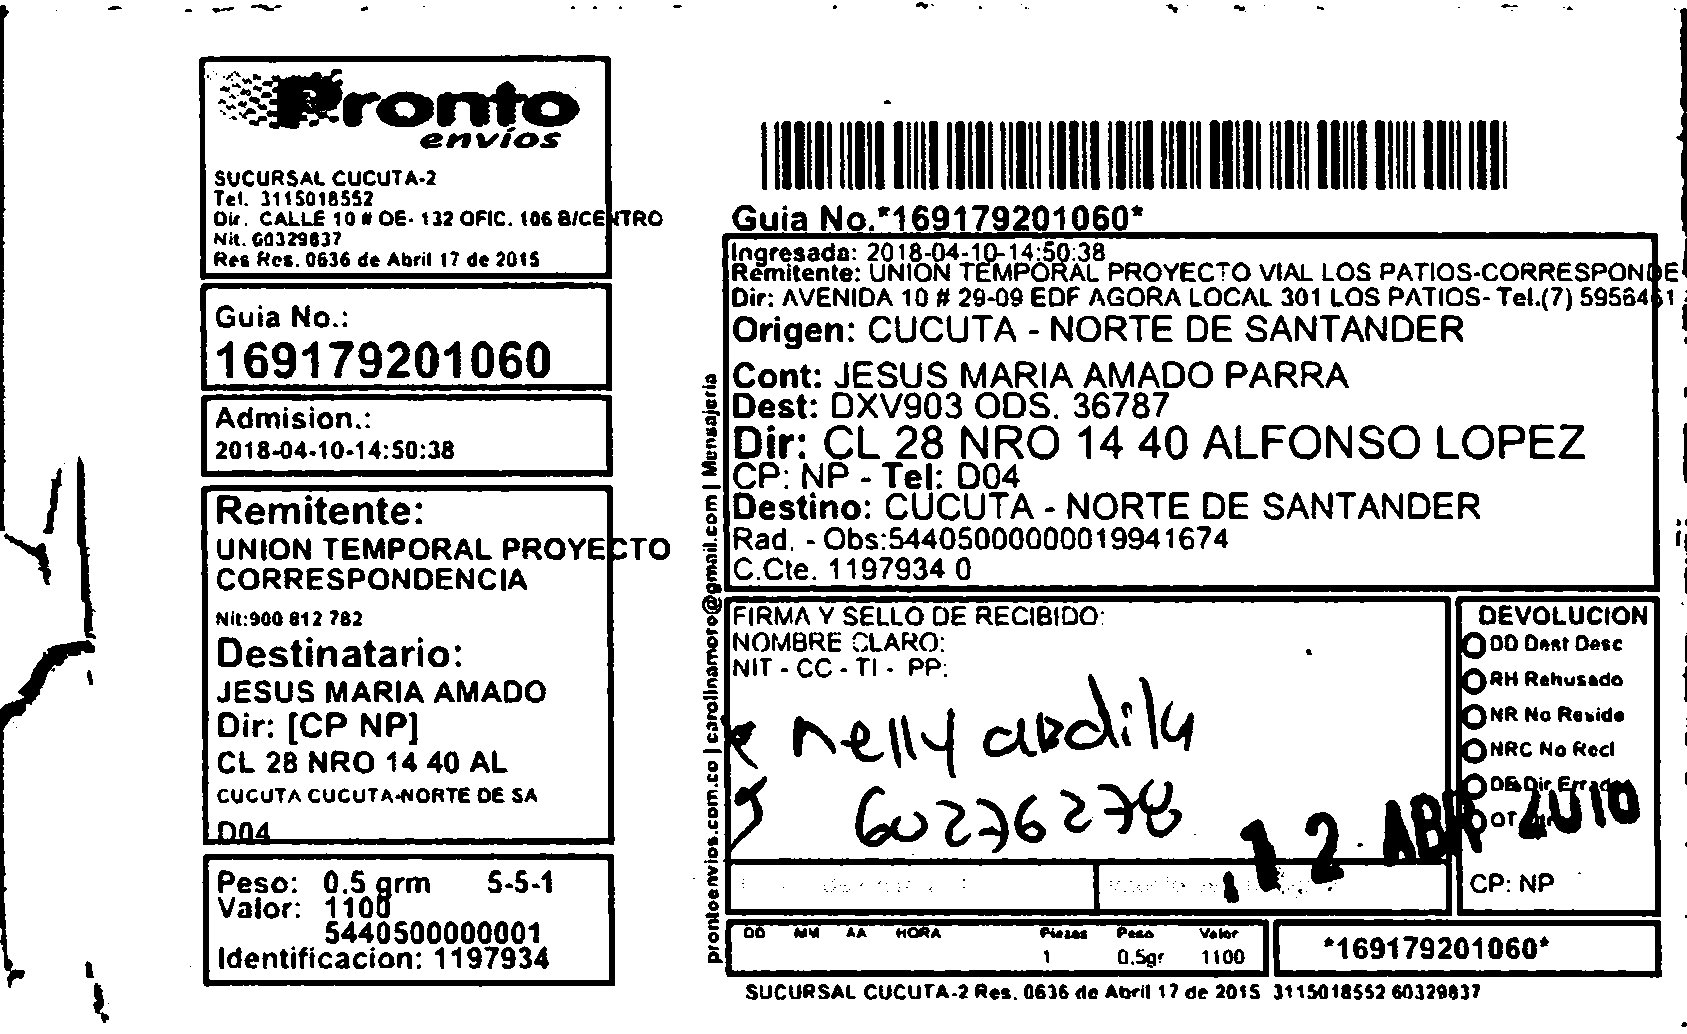 Pronto
envíos
SUCURSAL CUCUTA-2
Tel. 3115018552
Dir. CALLE 10 # OE- 132 OFIC. 106 B/CENTRO
Nit. 60329837
Res Res. 0636 de Abril 17 de 2015
Guia No.:
169179201060
Admision.:
2018-04-10-14:50:38
Remitente:
UNION TEMPORAL PROYECTO
CORRESPONDENCIA
Nit:900 812 782
Destinatario:
JESUS MARIA AMADO
Dir: [CP NP]
CL 28 NRO 14 40 AL
CUCUTA CUCUTA-NORTE DE SA
D04
Peso: 0.5 grm 5-5-1
Valor: 1100
5440500000001
Identificacion: 1197934
prontoenvios.com.co | carolinamoro@gmail.com | Mensajeria
Guia No.*169179201060*
Ingresada: 2018-04-10-14:50:38
Remitente: UNION TEMPORAL PROYECTO VIAL LOS PATIOS-CORRESPONDE
Dir: AVENIDA 10 # 29-09 EDF AGORA LOCAL 301 LOS PATIOS- Tel.(7) 5956461
Origen: CUCUTA - NORTE DE SANTANDER
Cont: JESUS MARIA AMADO PARRA
Dest: DXV903 ODS. 36787
Dir: CL 28 NRO 14 40 ALFONSO LOPEZ
CP: NP - Tel: D04
Destino: CUCUTA - NORTE DE SANTANDER
Rad. - Obs:54405000000019941674
C.Cte. 1197934 0
FIRMA Y SELLO DE RECIBIDO:
NOMBRE CLARO:
NIT - CC - TI - PP:
nelly
60276278
12 ABR
DEVOLUCION
DD Dest Desc
RH Rehusado
NR No Reside
NRC No Recl
DE Dir Errada
OT
CP: NP
DD MM AA HORA Piezas Peso Valor
1 0.5gr 1100
*169179201060*
SUCURSAL CUCUTA-2 Res. 0636 de Abril 17 de 2015 3115018552 60329837